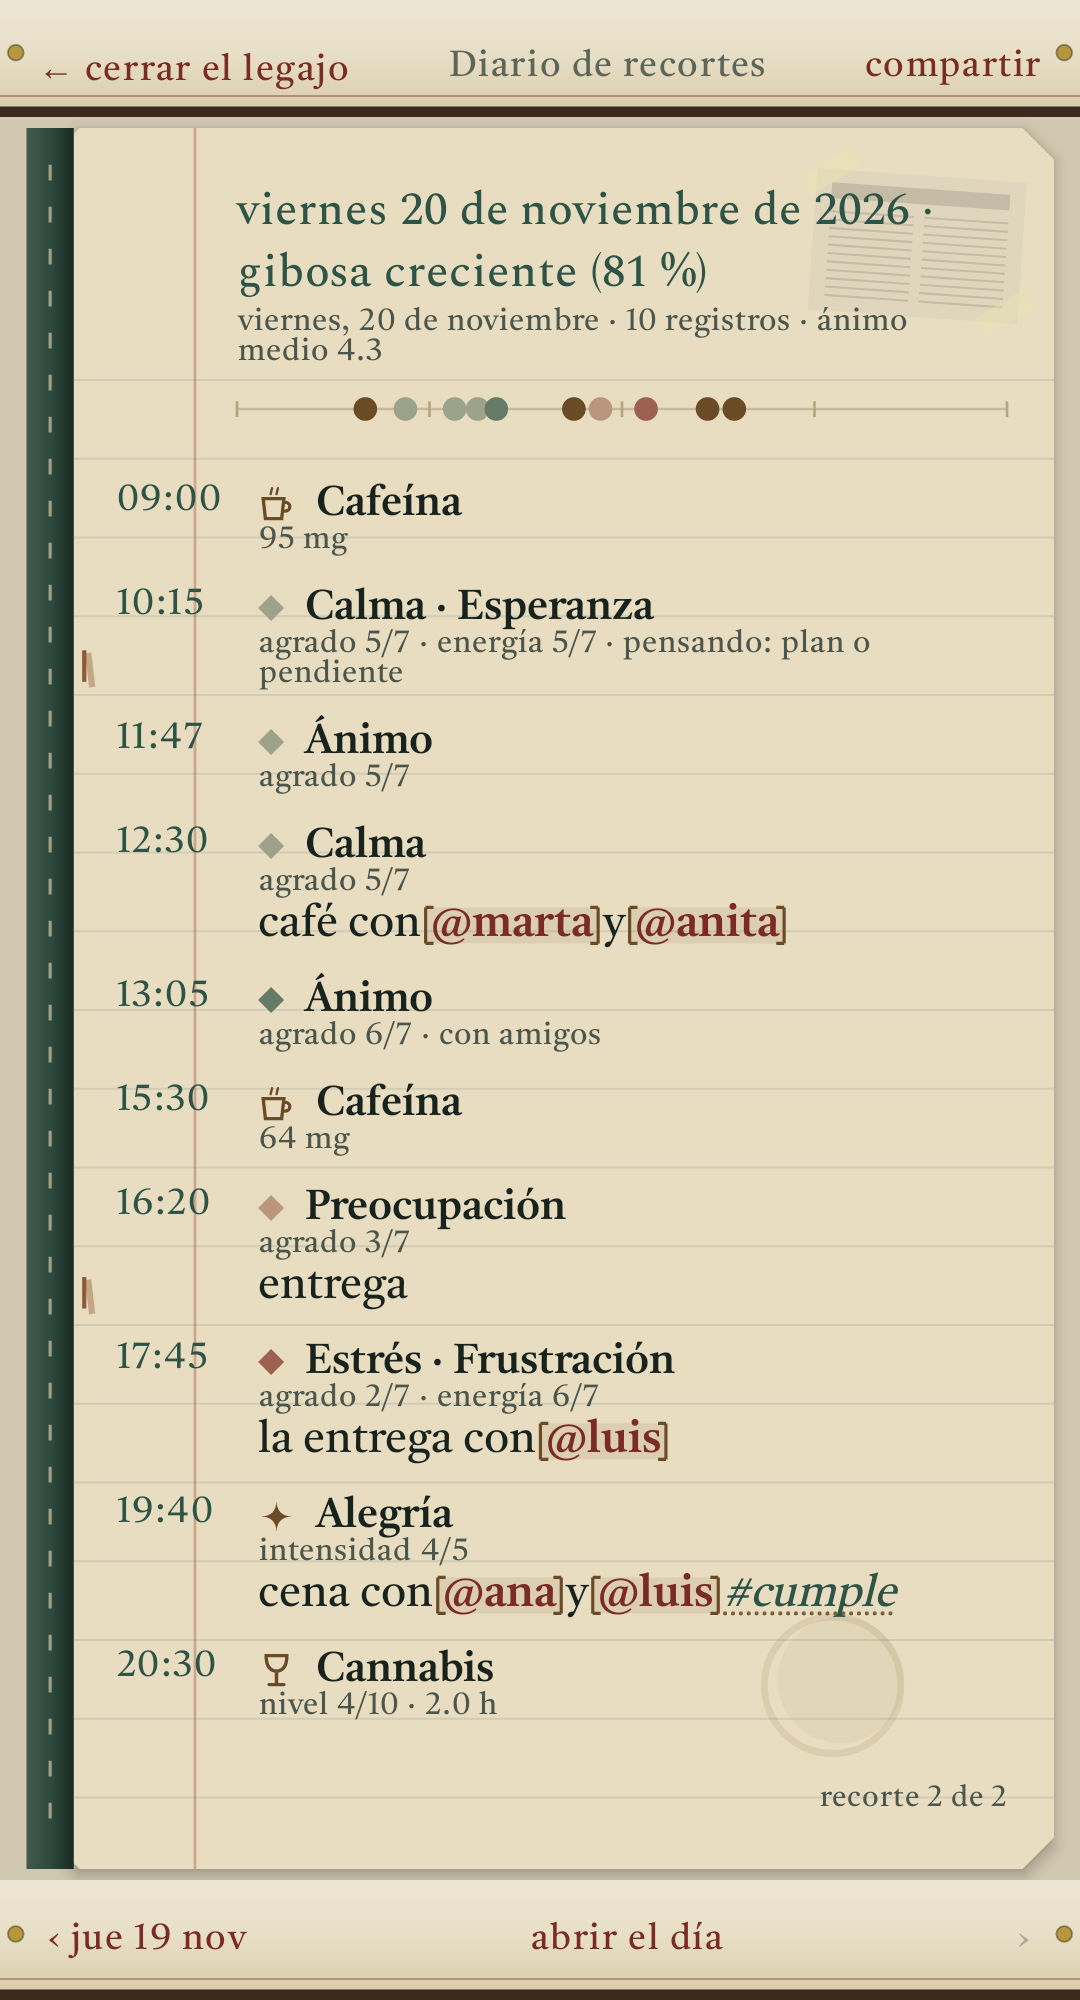 ← cerrar el legajo
Diario de recortes
compartir
viernes 20 de noviembre de 2026 ·
gibosa creciente (81 %)
viernes, 20 de noviembre · 10 registros · ánimo
medio 4.3
09:00 Cafeína
95 mg
10:15 Calma · Esperanza
agrado 5/7 · energía 5/7 · pensando: plan o
pendiente
11:47 Ánimo
agrado 5/7
12:30 Calma
agrado 5/7
café con [@marta] y [@anita]
13:05 Ánimo
agrado 6/7 · con amigos
15:30 Cafeína
64 mg
16:20 Preocupación
agrado 3/7
entrega
17:45 Estrés · Frustración
agrado 2/7 · energía 6/7
la entrega con [@luis]
19:40 Alegría
intensidad 4/5
cena con [@ana] y [@luis] #cumple
20:30 Cannabis
nivel 4/10 · 2.0 h
recorte 2 de 2
‹ jue 19 nov
abrir el día
›